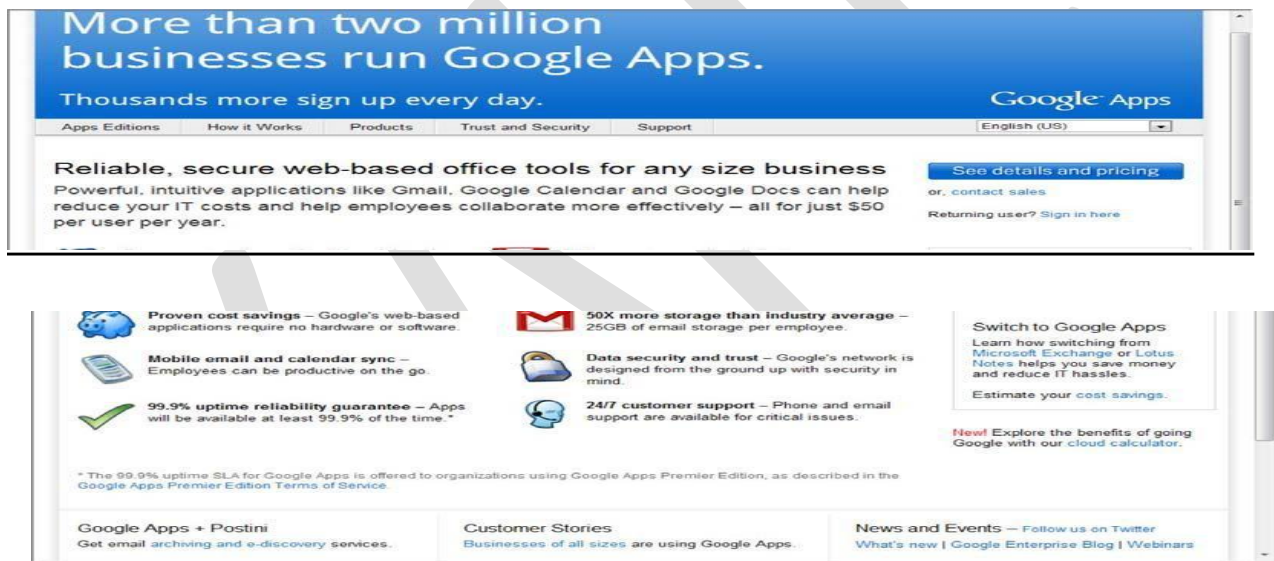 More than two million
businesses run Google Apps.
Thousands more sign up every day.
Google Apps
Apps Editions How it Works Products Trust and Security Support
English (US)
Reliable, secure web-based office tools for any size business
Powerful, intuitive applications like Gmail, Google Calendar and Google Docs can help
reduce your IT costs and help employees collaborate more effectively – all for just $50
per user per year.
See details and pricing
or, contact sales
Returning user? Sign in here
Proven cost savings – Google's web-based
applications require no hardware or software.
50X more storage than industry
average –
25GB of email storage per employee.
Mobile email and calendar sync –
Employees can be productive on the go.
Data security and trust – Google's network is
designed from the ground up with security in
mind.
99.9% uptime reliability guarantee – Apps
will be available at least 99.9% of the time.*
24/7 customer support – Phone and email
support are available for critical issues.
Switch to Google Apps
Learn how switching from
Microsoft Exchange or Lotus
Notes helps you save money
and reduce IT hassles.
Estimate your cost savings.
New! Explore the benefits of going
Google with our cloud calculator.
* The 99.9% uptime SLA for Google Apps is offered to organizations using Google Apps Premier Edition, as described in the
Google Apps Premier Edition Terms of Service.
Google Apps + Postini
Get email archiving and e-discovery services.
Customer Stories
Businesses of all sizes are using Google Apps.
News and Events – Follow us on Twitter
What's new | Google Enterprise Blog | Webinars